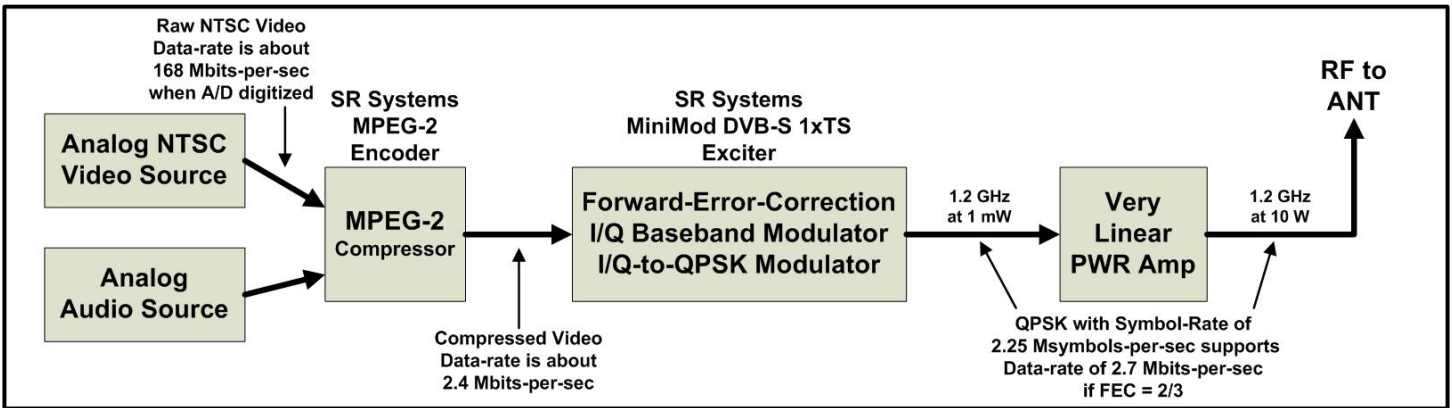 Raw NTSC Video
Data-rate is about
168 Mbits-per-sec
when A/D digitized
Analog NTSC
Video Source
Analog
Audio Source
SR Systems
MPEG-2
Encoder
MPEG-2
Compressor
Compressed Video
Data-rate is about
2.4 Mbits-per-sec
SR Systems
MiniMod DVB-S 1xTS
Exciter
Forward-Error-Correction
I/Q Baseband Modulator
I/Q-to-QPSK Modulator
1.2 GHz
at 1 mW
Very
Linear
PWR Amp
1.2 GHz
at 10 W
QPSK with Symbol-Rate of
2.25 Msymbols-per-sec supports
Data-rate of 2.7 Mbits-per-sec
if FEC = 2/3
RF to
ANT